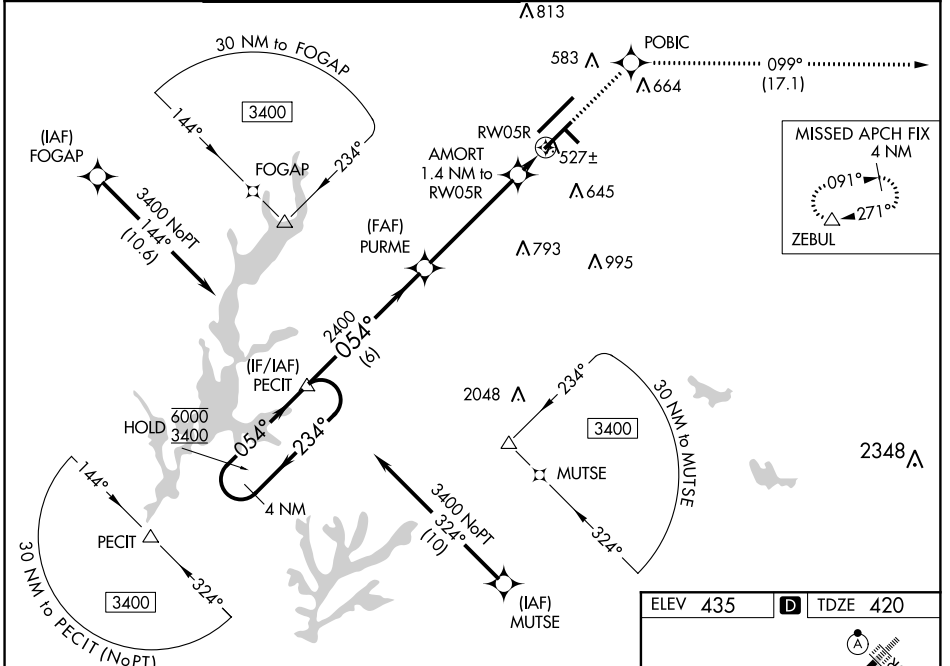 813
30 NM to FOGAP
583
POBIC
099°
(17.1)
664
3400
144°
234°
(IAF)
FOGAP
FOGAP
RW05R
AMORT
1.4 NM to
RW05R
527±
MISSED APCH FIX
4 NM
091°
271°
ZEBUL
645
3400 NoPT
144°
(10.6)
(FAF)
PURME
793
995
2400
054°
(6)
(IF/IAF)
PECIT
HOLD
6000
3400
054°
234°
4 NM
2048
234°
3400
30 NM to MUTSE
MUTSE
324°
2348
144°
PECIT
324°
3400
30 NM to PECIT (NoPT)
3400 NoPT
324°
(10)
(IAF)
MUTSE
ELEV 435
D
TDZE 420
A